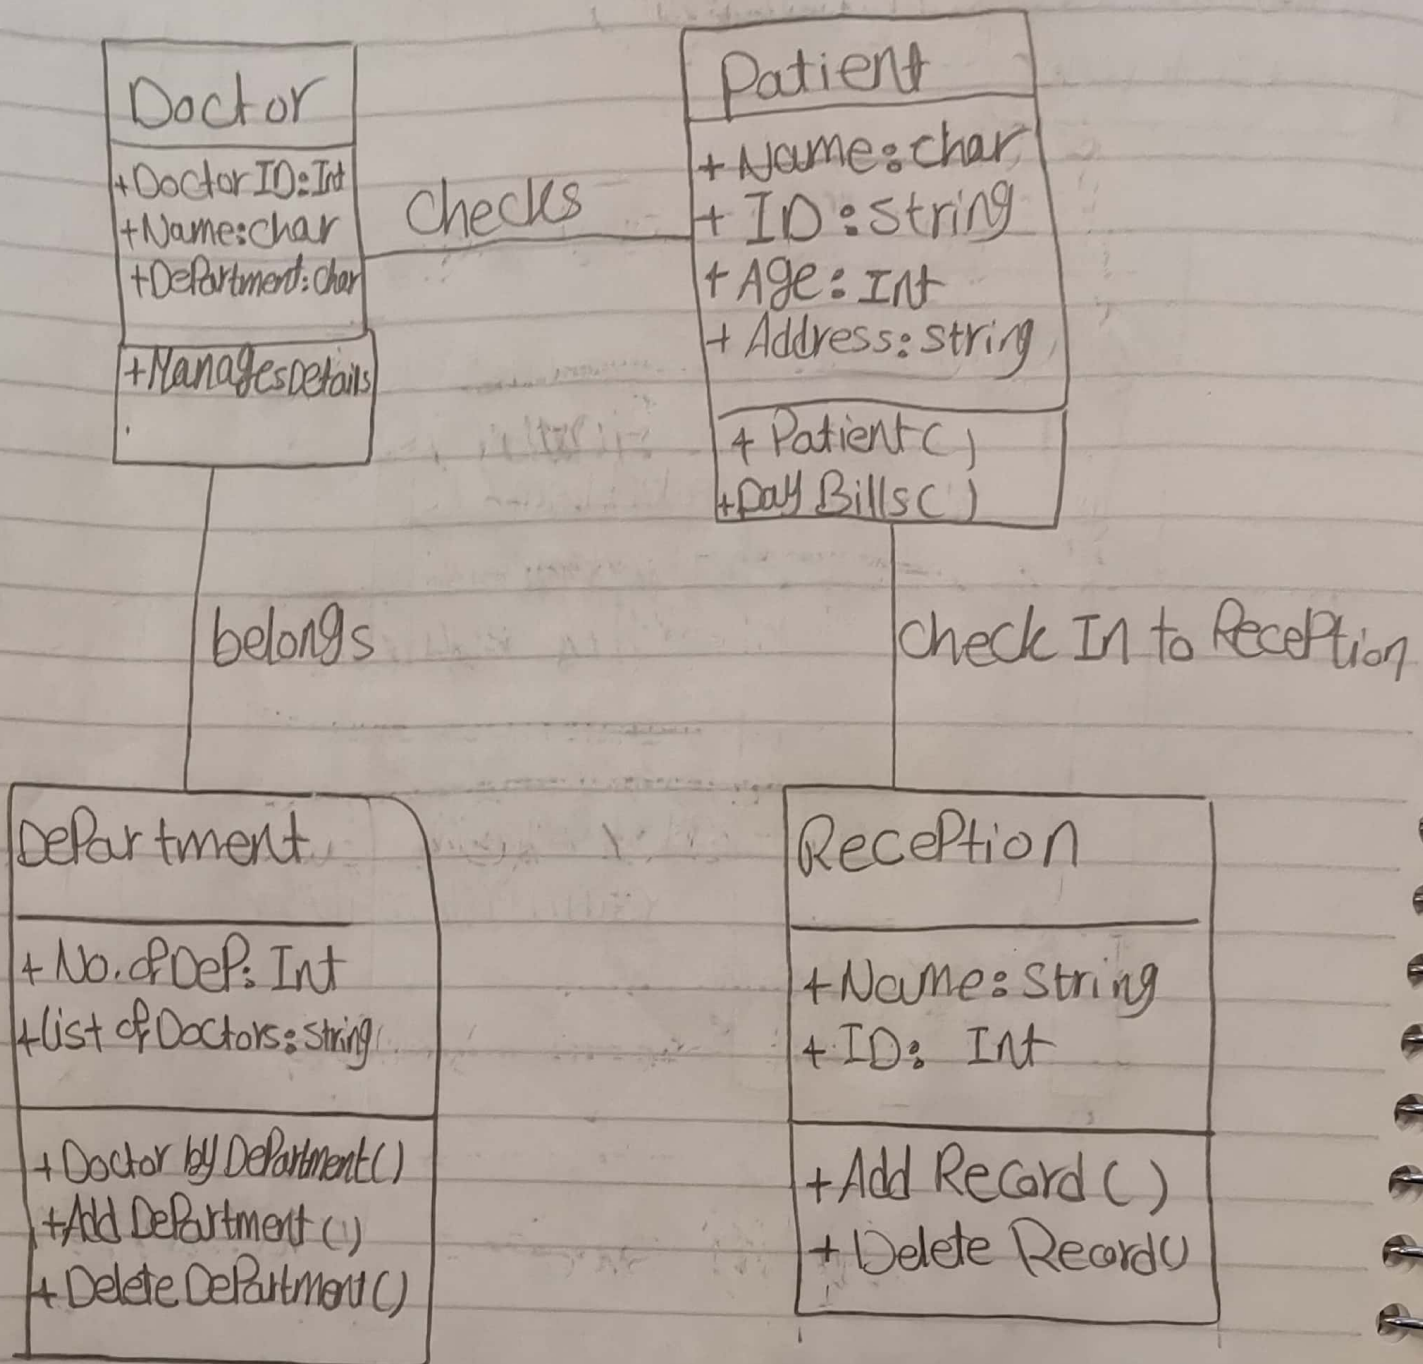 Doctor
+Doctor ID:Int
+Name:char
+Department:char
+ManagesDetails
checks
Patient
+ Name:char
+ ID:String
+ Age:Int
+ Address:string
+ Patient()
+Pay Bills()
belongs
check In to Reception
Department
+ No.ofDep:Int
+List of Doctors:string
+Doctor by Department()
+Add Department()
+ Delete Department()
Reception
+Name:String
+ID: Int
+Add Record()
+ Delete Record()